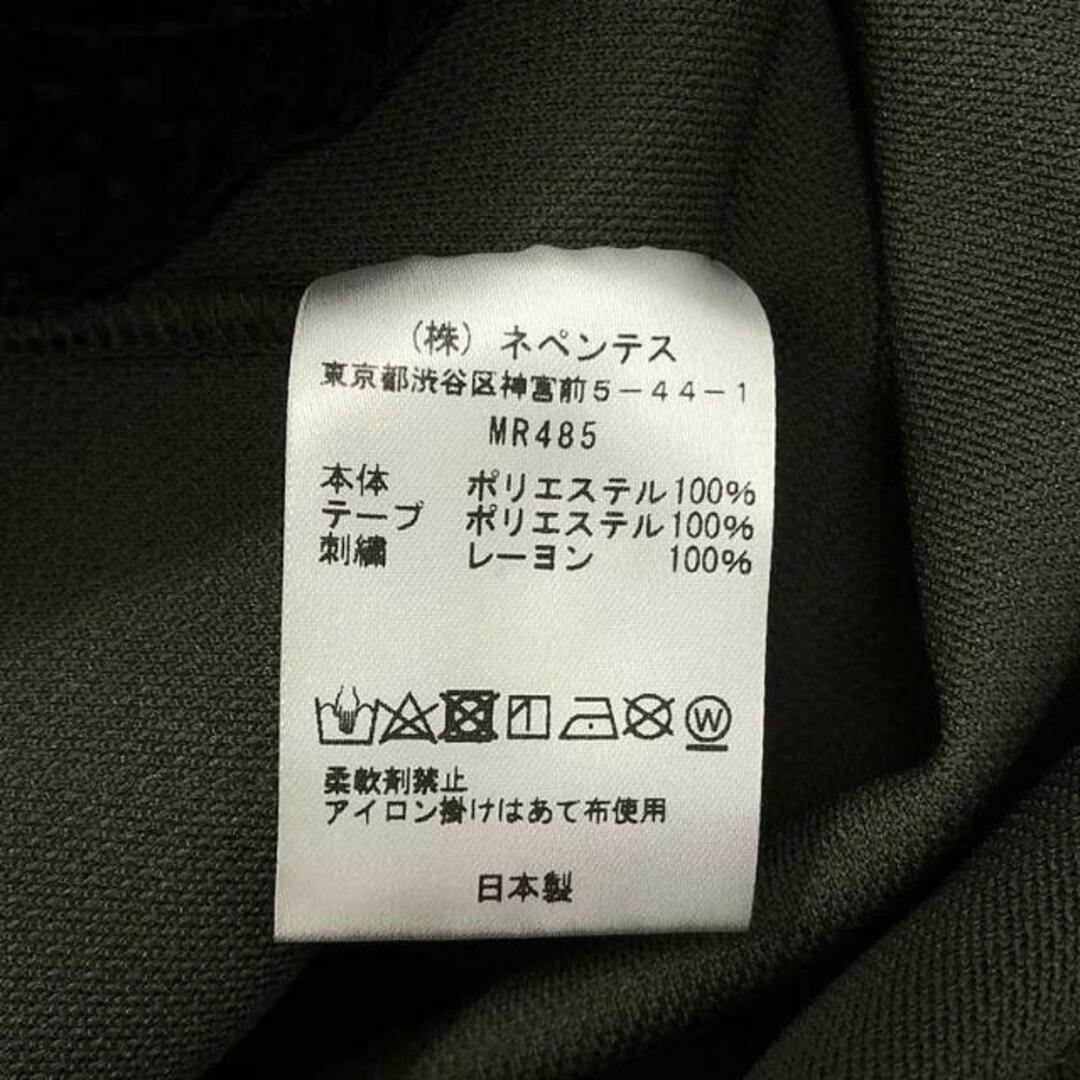 (株) ネペンテス
東京都渋谷区神宮前5-44-1
MR485
本体 ポリエステル100%
テープ ポリエステル100%
刺繍 レーヨン 100%
W
柔軟剤禁止
アイロン掛けはあて布使用
日本製